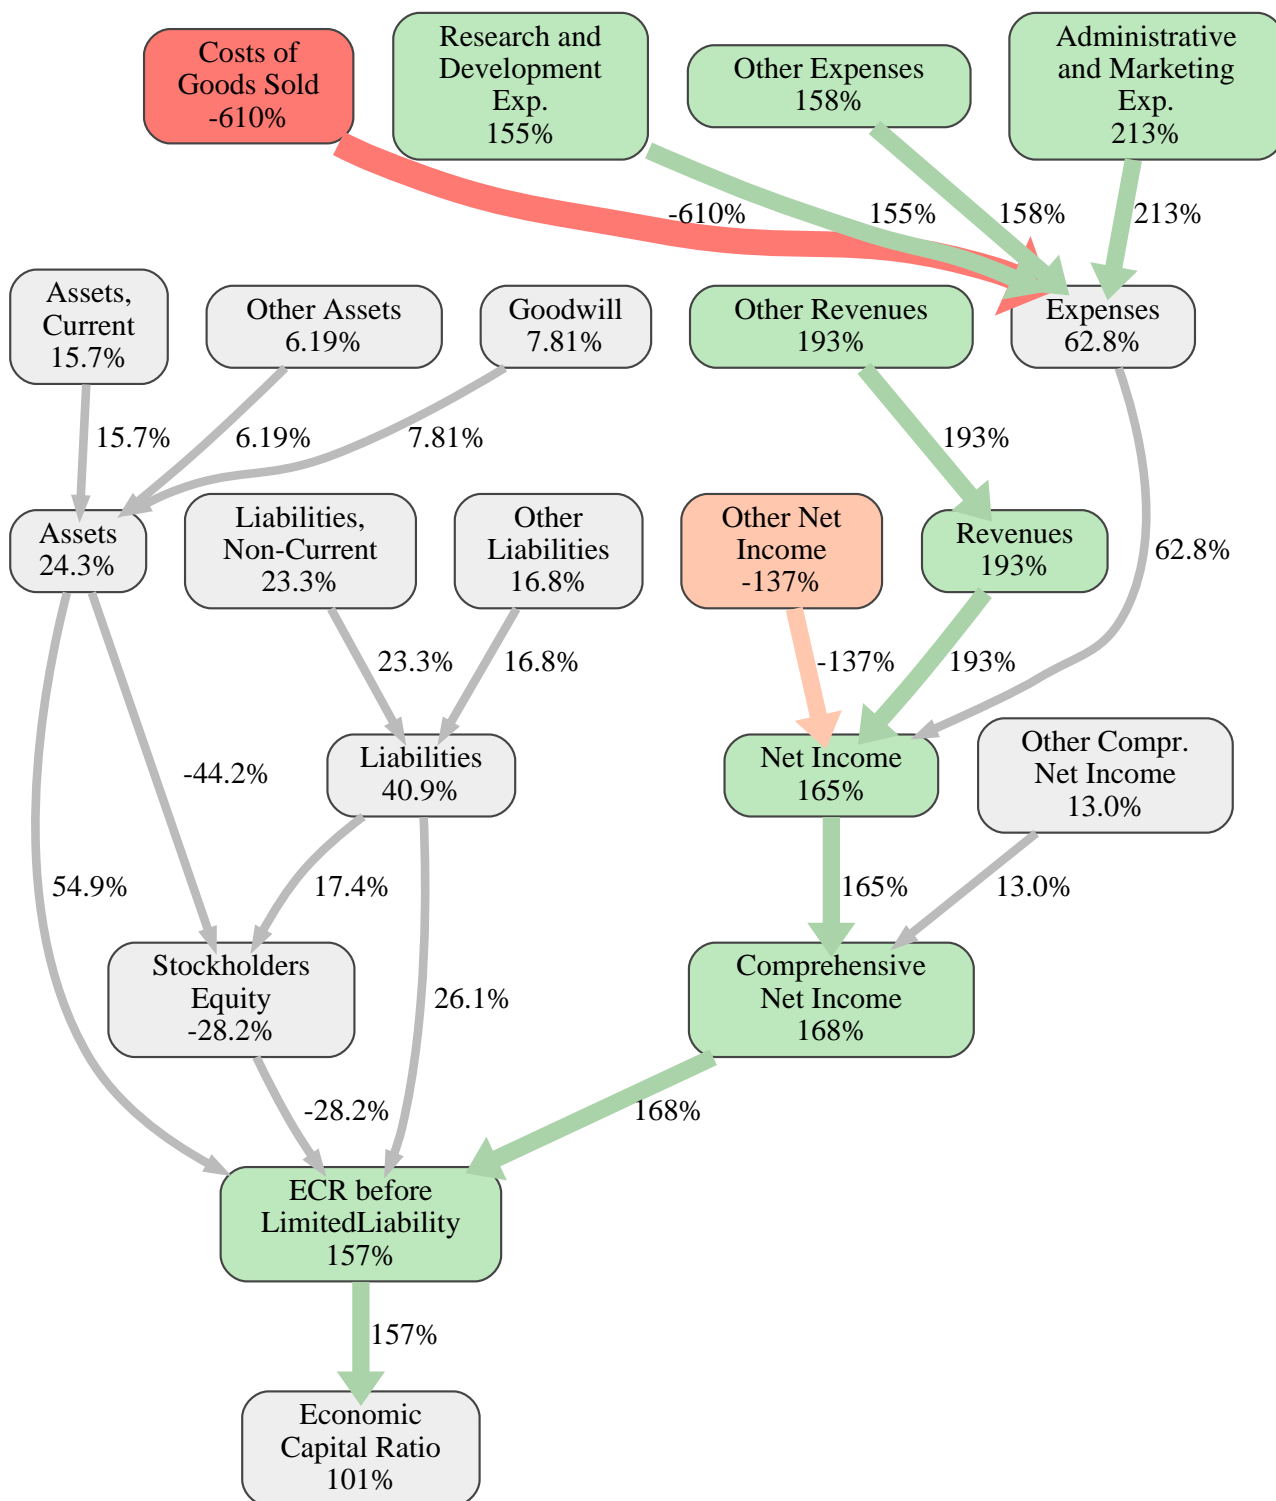 Costs of
Goods Sold
-610%
Research and
Development
Exp.
155%
Other Expenses
158%
Administrative
and Marketing
Exp.
213%
-610%
155%
158%
213%
Assets,
Current
15.7%
Other Assets
6.19%
Goodwill
7.81%
Other Revenues
193%
Expenses
62.8%
15.7%
6.19%
7.81%
193%
Assets
24.3%
Liabilities,
Non-Current
23.3%
Other
Liabilities
16.8%
Other Net
Income
-137%
Revenues
193%
62.8%
23.3%
16.8%
-137%
193%
-44.2%
Liabilities
40.9%
Net Income
165%
Other Compr.
Net Income
13.0%
54.9%
17.4%
165%
13.0%
Stockholders
Equity
-28.2%
26.1%
Comprehensive
Net Income
168%
-28.2%
168%
ECR before
LimitedLiability
157%
157%
Economic
Capital Ratio
101%